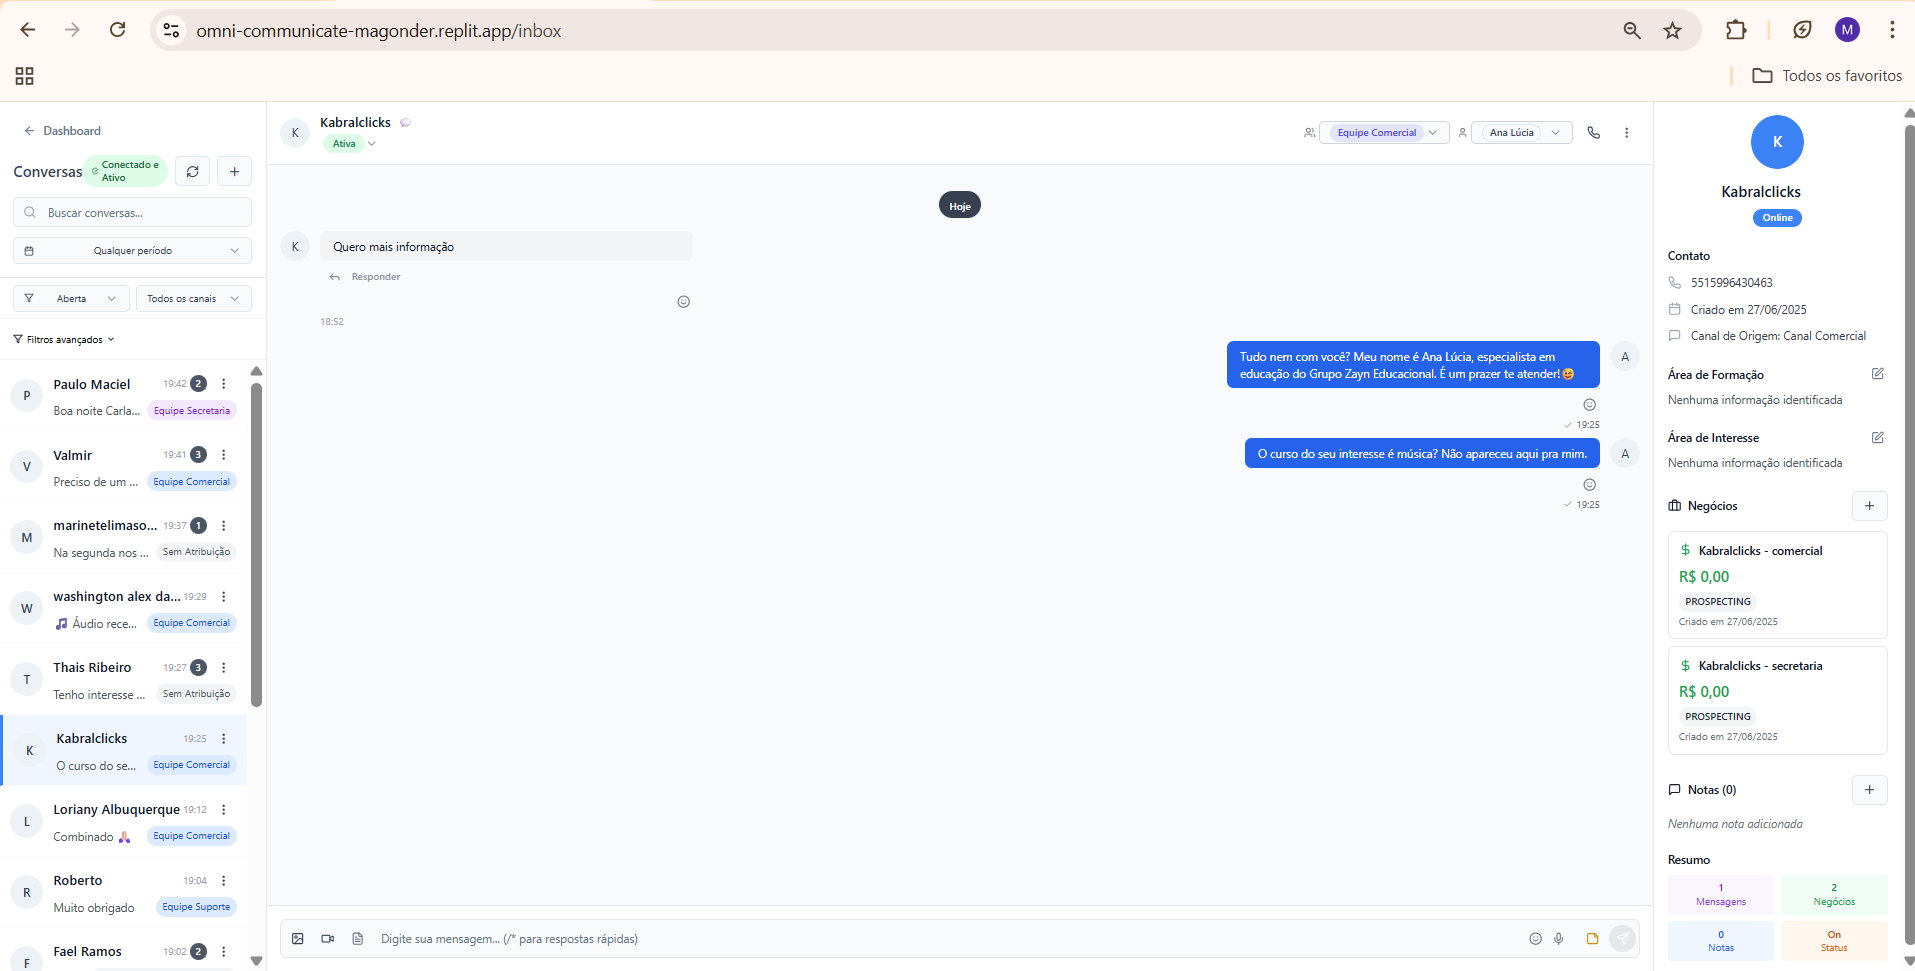 omni-communicate-magonder.replit.app/inbox
M
Todos os favoritos
Dashboard
Conversas
Conectado e
Ativo
Buscar conversas...
Qualquer período
Aberta
Todos os canais
Filtros avançados
P
Paulo Maciel
19:42
2
Boa noite Carla...
Equipe Secretaria
V
Valmir
19:41
3
Preciso de um ...
Equipe Comercial
M
marinetelimaso...
19:37
1
Na segunda nos ...
Sem Atribuição
W
washington alex da...
19:29
🎵 Áudio rece...
Equipe Comercial
T
Thais Ribeiro
19:27
3
Tenho interesse ...
Sem Atribuição
K
Kabralclicks
19:25
O curso do se...
Equipe Comercial
L
Loriany Albuquerque
19:12
Combinado 🙏🏼
Equipe Comercial
R
Roberto
19:04
Muito obrigado
Equipe Suporte
F
Fael Ramos
19:02
2
K
Kabralclicks
Ativa
Equipe Comercial
Ana Lúcia
Hoje
K
Quero mais informação
Responder
18:52
Tudo nem com você? Meu nome é Ana Lúcia, especialista em
educação do Grupo Zayn Educacional. É um prazer te atender!😄
A
19:25
O curso do seu interesse é música? Não apareceu aqui pra mim.
A
19:25
Digite sua mensagem... (/* para respostas rápidas)
K
Kabralclicks
Online
Contato
5515996430463
Criado em 27/06/2025
Canal de Origem: Canal Comercial
Área de Formação
Nenhuma informação identificada
Área de Interesse
Nenhuma informação identificada
Negócios
$ Kabralclicks - comercial
R$ 0,00
PROSPECTING
Criado em 27/06/2025
$ Kabralclicks - secretaria
R$ 0,00
PROSPECTING
Criado em 27/06/2025
Notas (0)
Nenhuma nota adicionada
Resumo
1
Mensagens
2
Negócios
0
Notas
On
Status